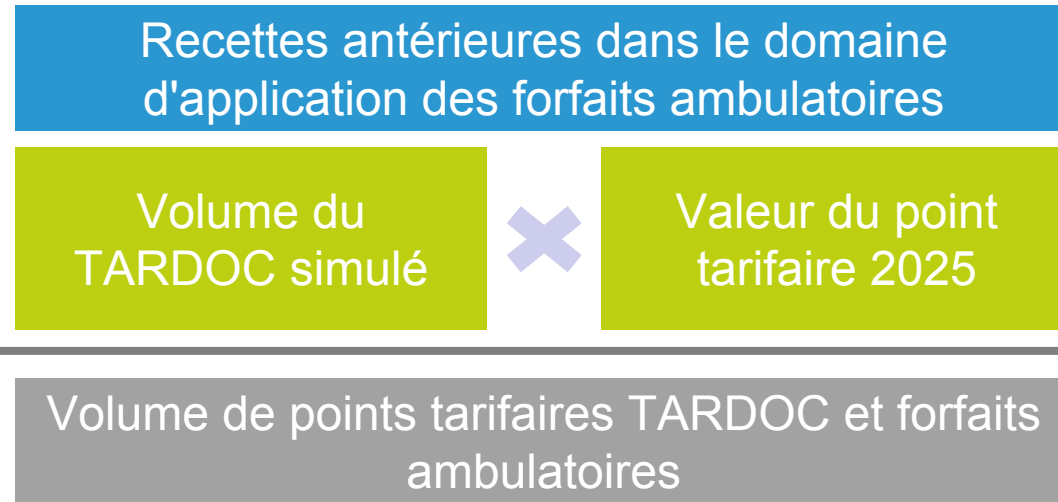 Recettes antérieures dans le domaine
d'application des forfaits ambulatoires
Volume du
TARDOC simulé
Valeur du point
tarifaire 2025
Volume de points tarifaires TARDOC et forfaits
ambulatoires